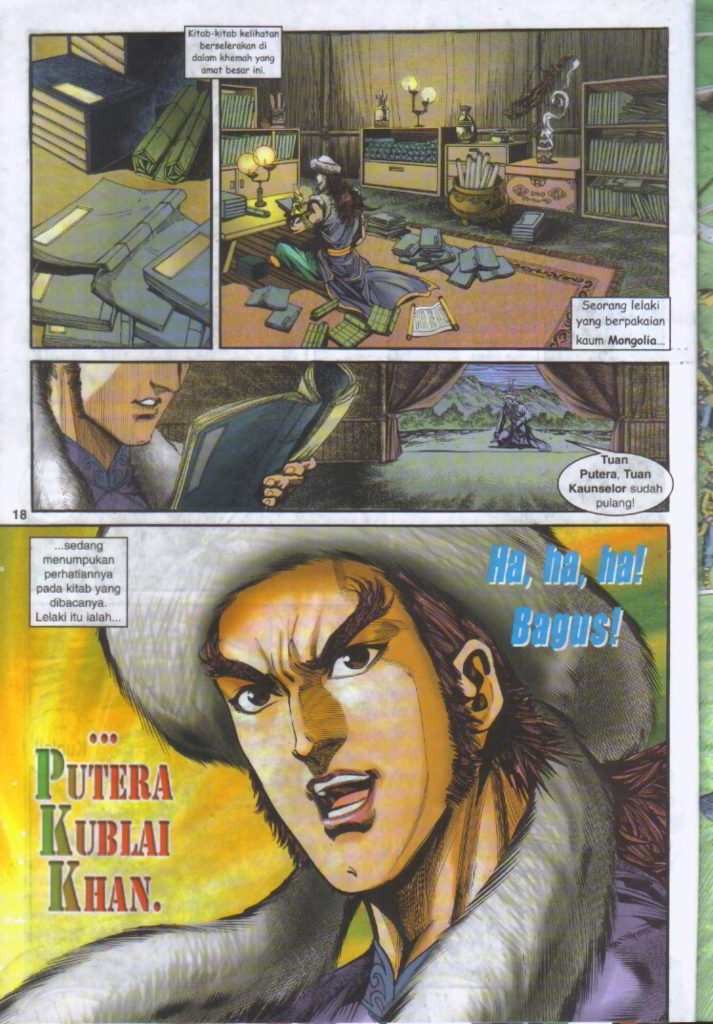 Kitab-kitab kelihatan
berselerakan di
dalam khemah yang
amat besar ini.
Seorang lelaki
yang berpakaian
kaum Mongolia...
Tuan
Putera, Tuan
Kaunselor sudah
pulang!
18
...sedang
menumpukan
perhatiannya
pada kitab yang
dibacanya.
Lelaki itu ialah...
Ha, ha, ha!
Bagus!
...
PUTERA
KUBLAI
KHAN.